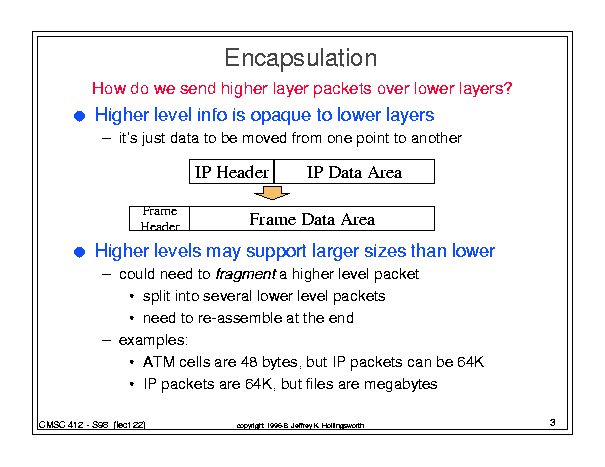 Encapsulation
How do we send higher layer packets over lower layers?
● Higher level info is opaque to lower layers
– it's just data to be moved from one point to another
IP Header IP Data Area
Frame Header Frame Data Area
● Higher levels may support larger sizes than lower
– could need to fragment a higher level packet
• split into several lower level packets
• need to re-assemble at the end
– examples:
• ATM cells are 48 bytes, but IP packets can be 64K
• IP packets are 64K, but files are megabytes
CMSC 412 - S98 (lect 22) copyright 1996-8 Jeffrey K. Hollingsworth 3